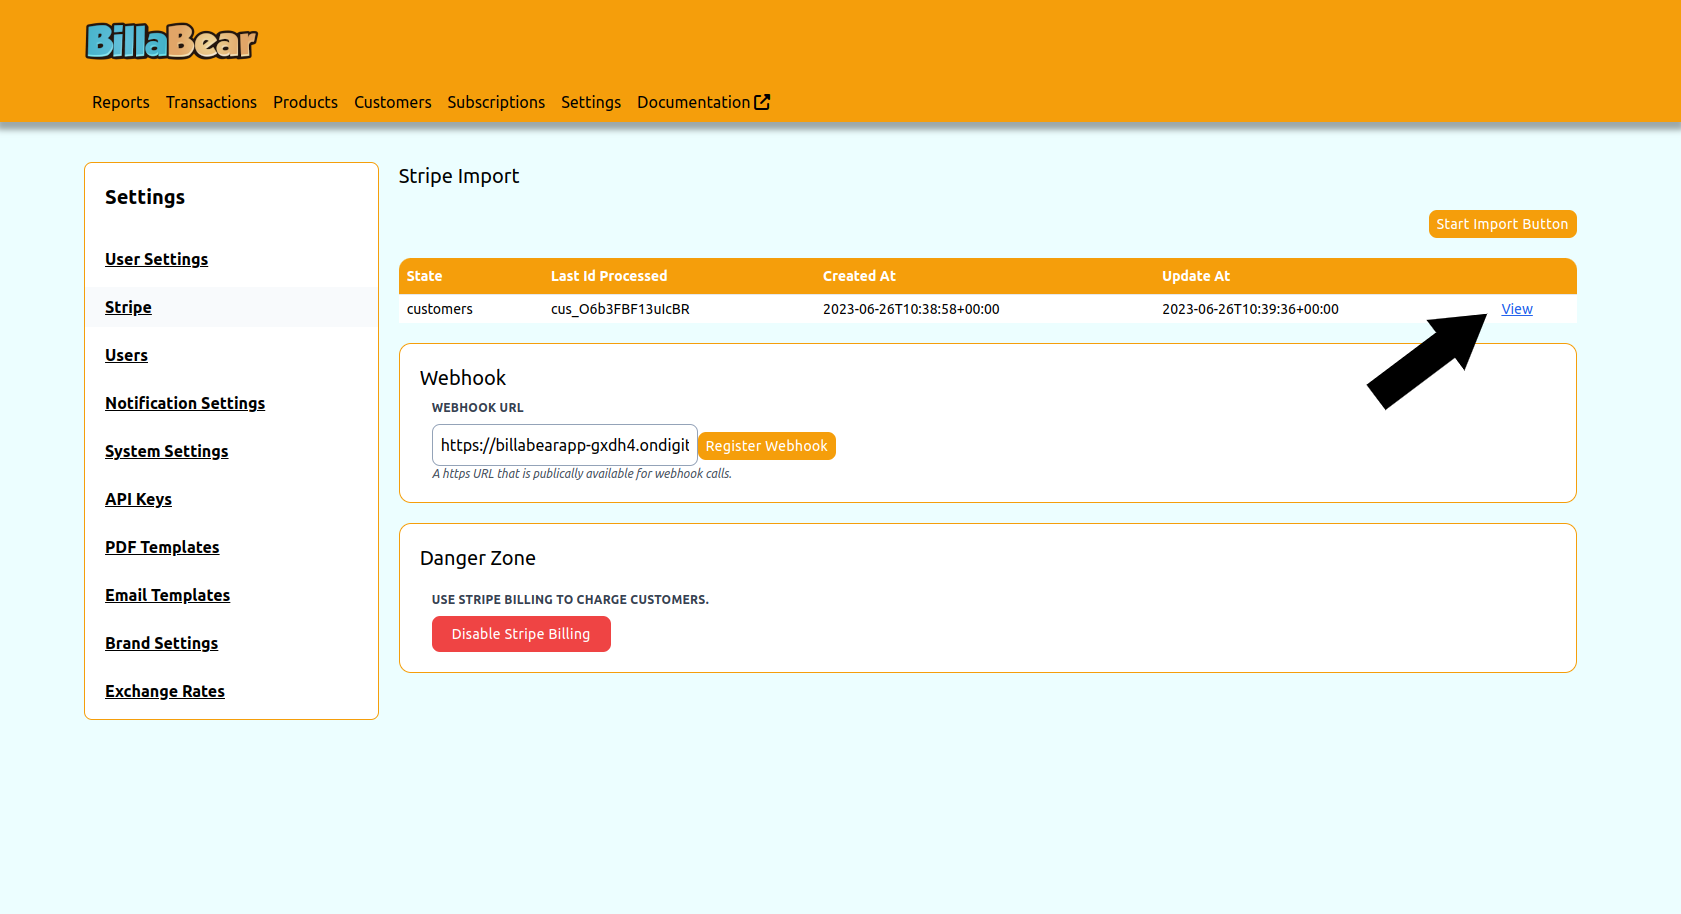 BillaBear
Reports Transactions Products Customers Subscriptions Settings Documentation
Settings
User Settings
Stripe
Users
Notification Settings
System Settings
API Keys
PDF Templates
Email Templates
Brand Settings
Exchange Rates
Stripe Import
Start Import Button
State Last Id Processed Created At Update At
customers cus_O6b3FBF13uIcBR 2023-06-26T10:38:58+00:00 2023-06-26T10:39:36+00:00 View
Webhook
WEBHOOK URL
https://billabearapp-gxdh4.ondigit Register Webhook
A https URL that is publically available for webhook calls.
Danger Zone
USE STRIPE BILLING TO CHARGE CUSTOMERS.
Disable Stripe Billing